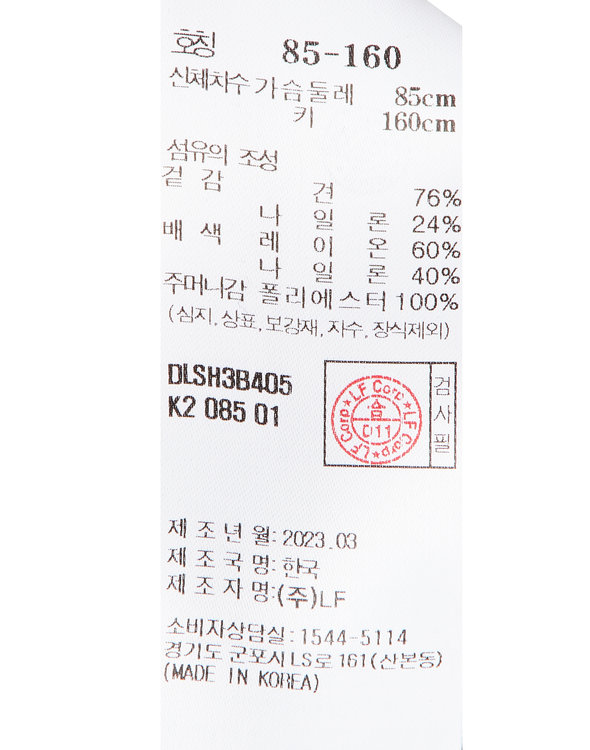 호칭 85-160
신체치수 가슴둘레 85cm
키 160cm
섬유의 조성
겉감 견 76%
나일론 24%
배색 레이온 60%
나일론 40%
주머니감 폴리에스터 100%
(심지, 상표, 보강재, 자수, 장식제외)
DLSH3B405
K2 085 01
LF Corp ★ LF Corp ★ LF Corp ★
합
011
검사필
제조년월: 2023.03
제조국명: 한국
제조자명: (주)LF
소비자상담실: 1544-5114
경기도 군포시 LS로 161(산본동)
(MADE IN KOREA)